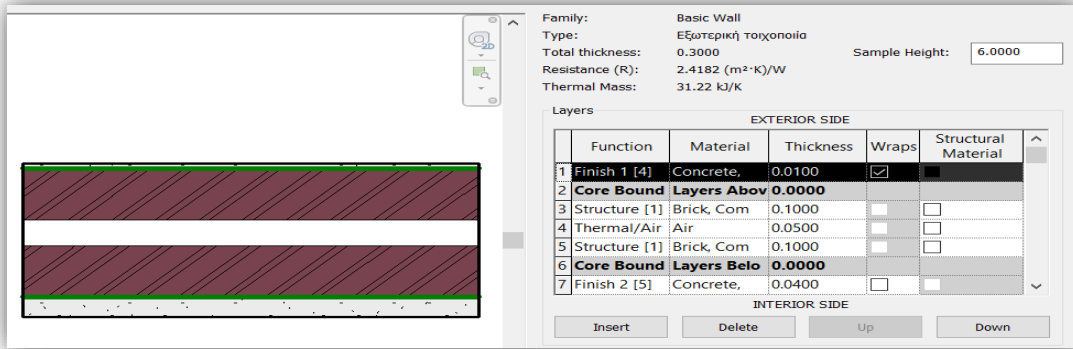 2D
Family: Basic Wall
Type: Εξωτερική τοιχοποιία
Total thickness: 0.3000 Sample Height: 6.0000
Resistance (R): 2.4182 (m²·K)/W
Thermal Mass: 31.22 kJ/K
Layers
EXTERIOR SIDE
Function Material Thickness Wraps Structural Material
1 Finish 1 [4] Concrete, 0.0100
2 Core Bound Layers Abov 0.0000
3 Structure [1] Brick, Com 0.1000
4 Thermal/Air Air 0.0500
5 Structure [1] Brick, Com 0.1000
6 Core Bound Layers Belo 0.0000
7 Finish 2 [5] Concrete, 0.0400
INTERIOR SIDE
Insert Delete Up Down